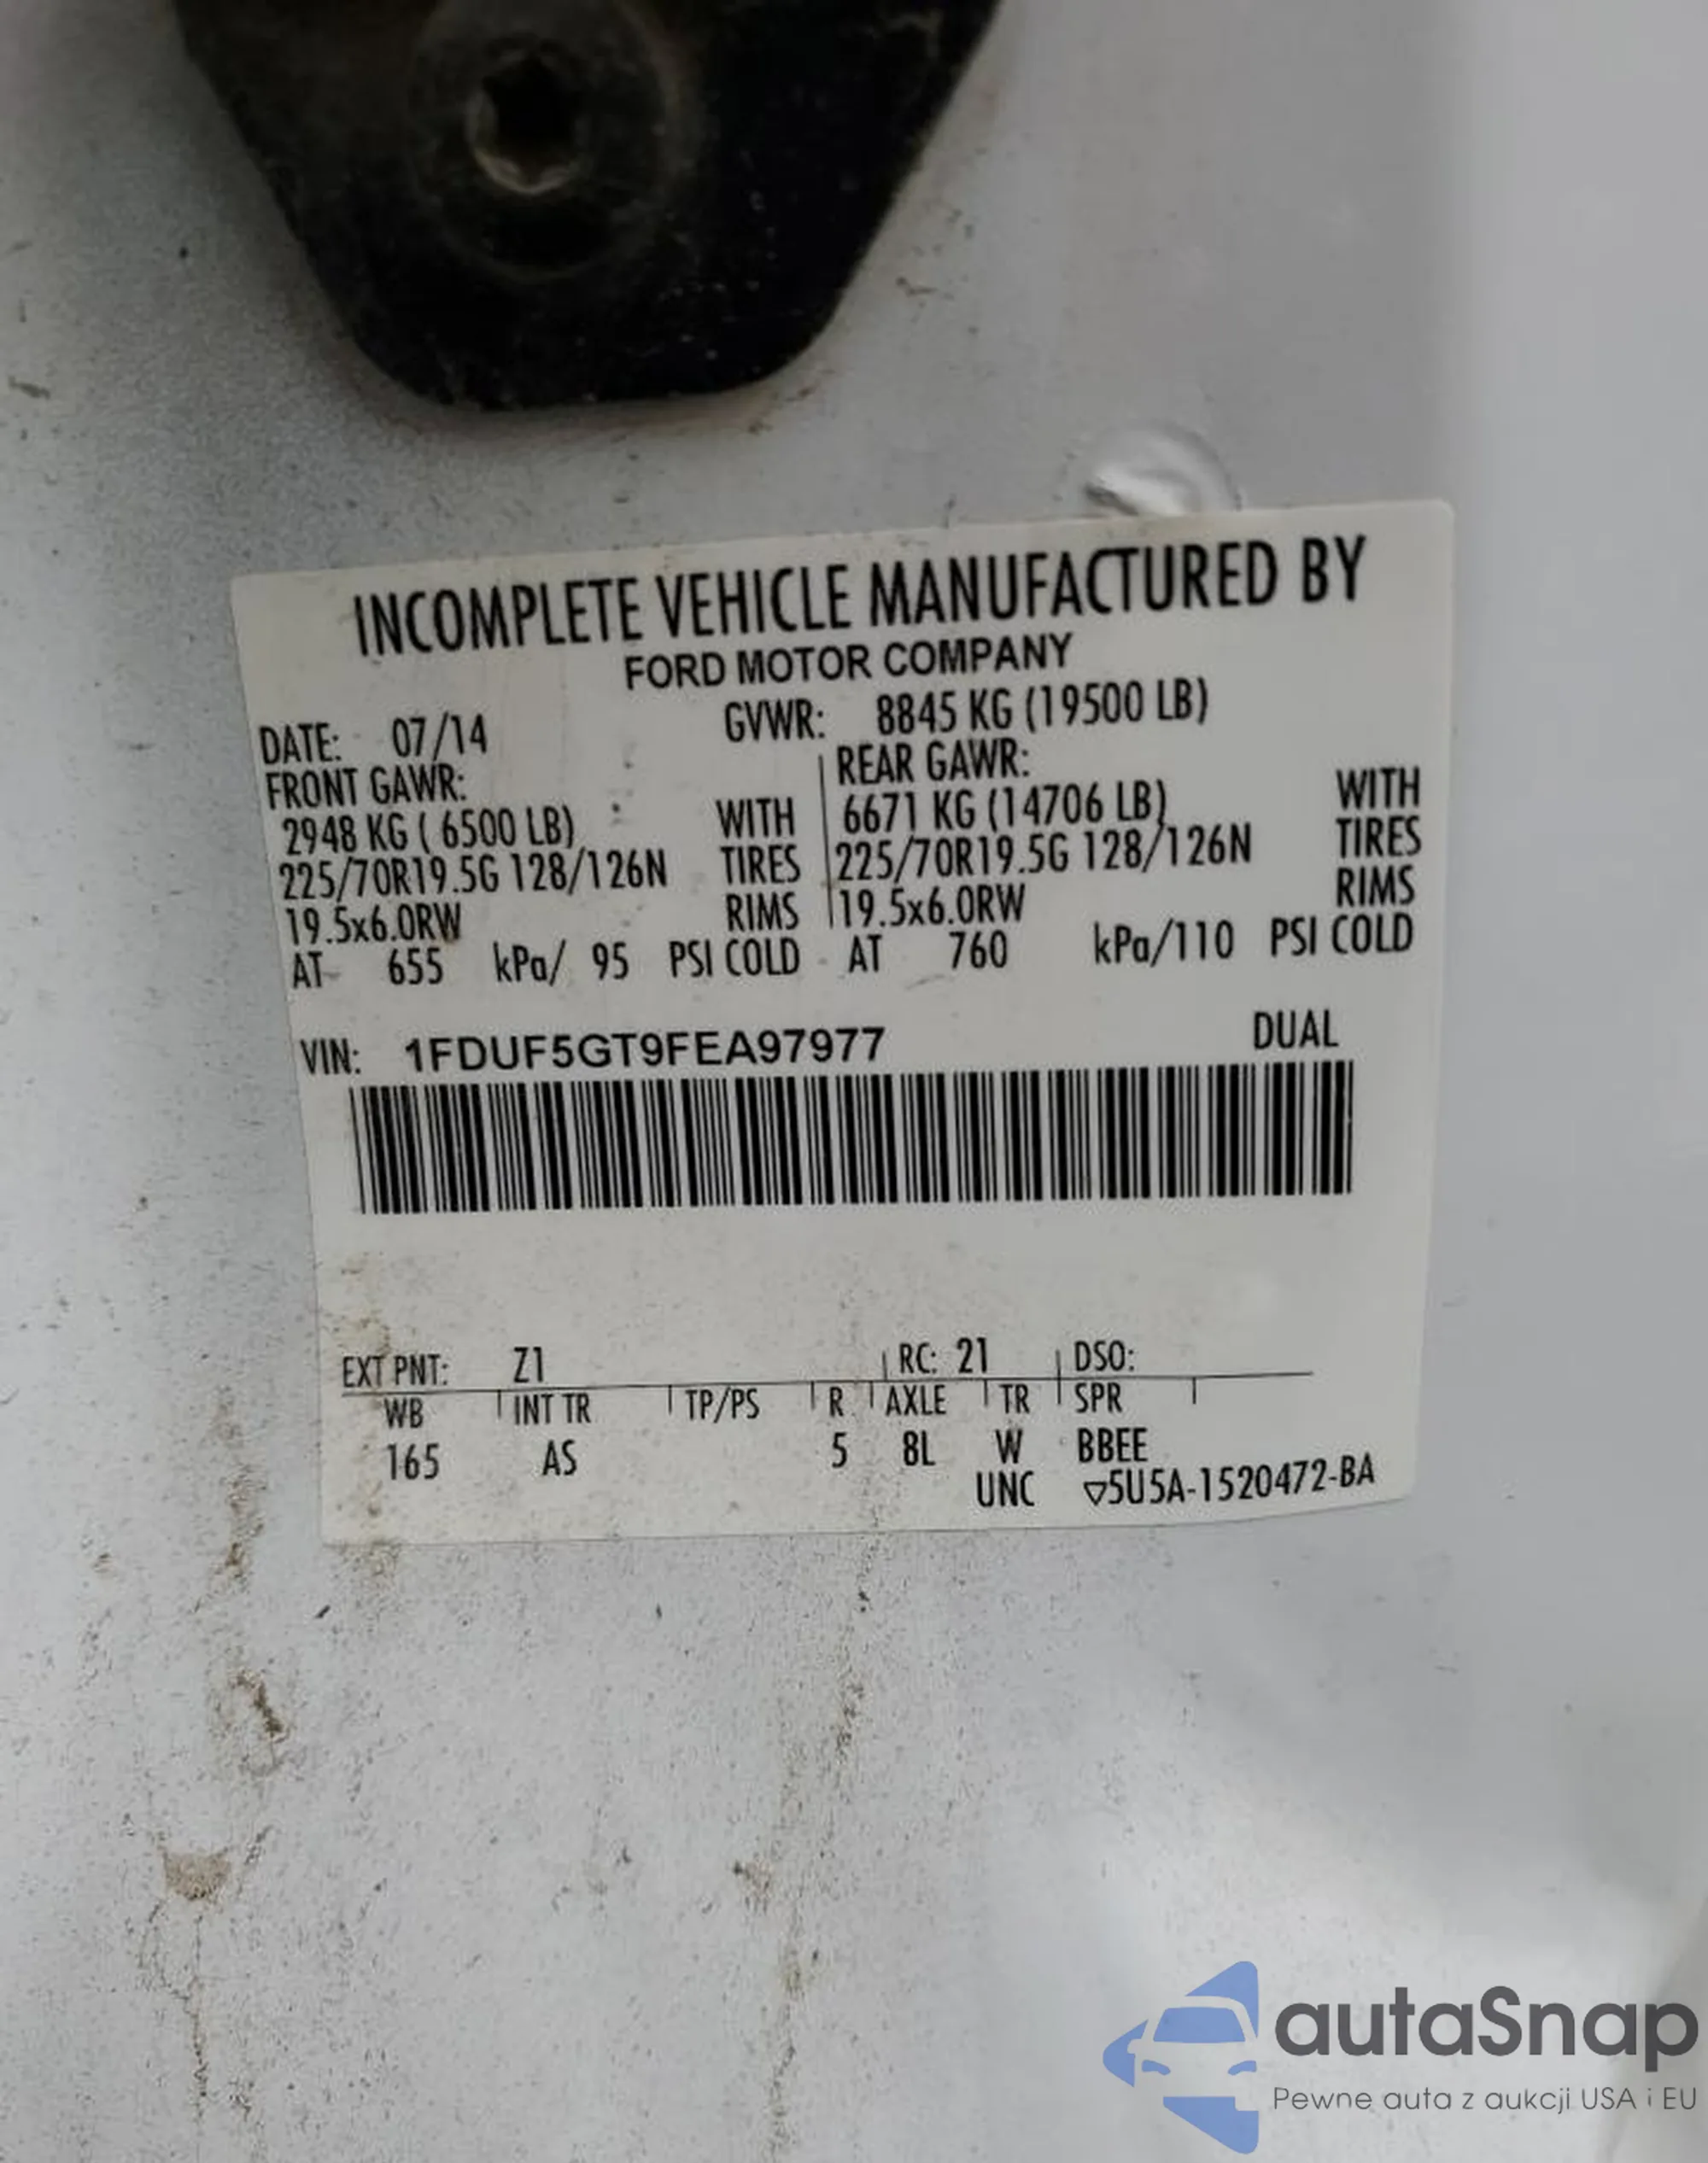 INCOMPLETE VEHICLE MANUFACTURED BY
FORD MOTOR COMPANY
DATE: 07/14 GVWR: 8845 KG (19500 LB)
FRONT GAWR: REAR GAWR:
2948 KG ( 6500 LB) WITH 6671 KG (14706 LB) WITH
225/70R19.5G 128/126N TIRES 225/70R19.5G 128/126N TIRES
19.5x6.0RW RIMS 19.5x6.0RW RIMS
AT 655 kPa/ 95 PSI COLD AT 760 kPa/110 PSI COLD
VIN: 1FDUF5GT9FEA97977 DUAL
EXT PNT: Z1 RC: 21 DSO:
WB INT TR TP/PS R AXLE TR SPR
165 AS 5 8L W BBEE
UNC ▽5U5A-1520472-BA
autaSnap
Pewne auta z aukcji USA i EU